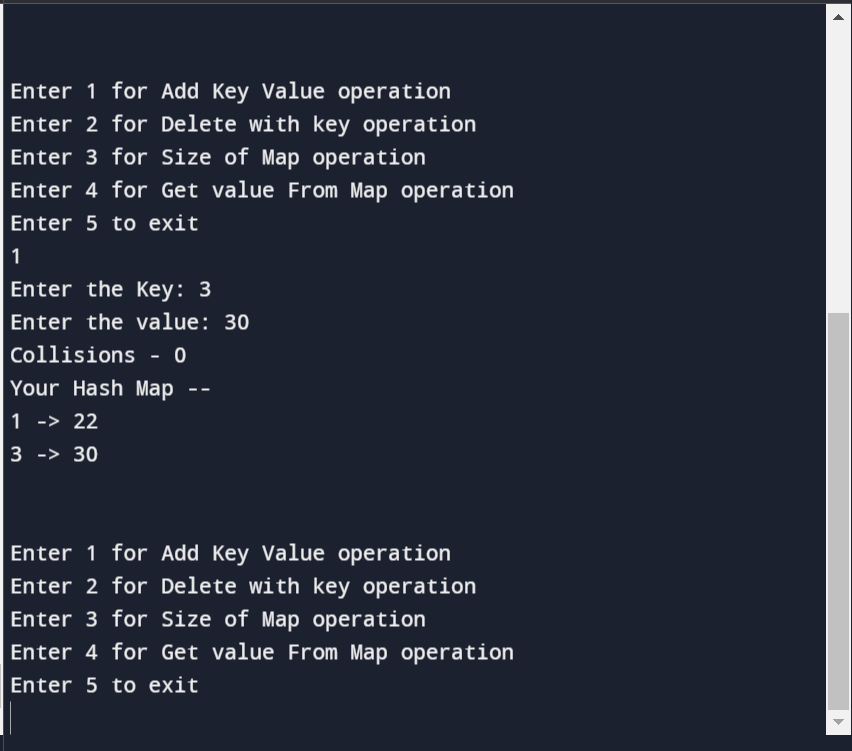 Enter 1 for Add Key Value operation
Enter 2 for Delete with key operation
Enter 3 for Size of Map operation
Enter 4 for Get value From Map operation
Enter 5 to exit
1
Enter the Key: 3
Enter the value: 30
Collisions - 0
Your Hash Map --
1 -> 22
3 -> 30
Enter 1 for Add Key Value operation
Enter 2 for Delete with key operation
Enter 3 for Size of Map operation
Enter 4 for Get value From Map operation
Enter 5 to exit